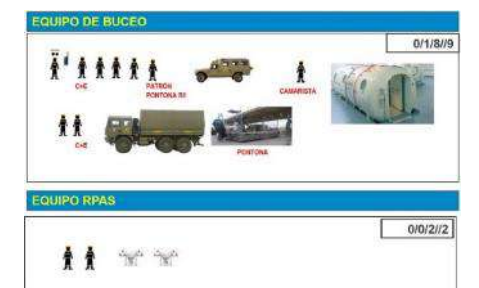 EQUIPO DE BUCEO
0/1/8//9
C+E
PATRON
PONTONA
CAMARISTA
C+E
PONTONA
EQUIPO RPAS
0/0/2//2